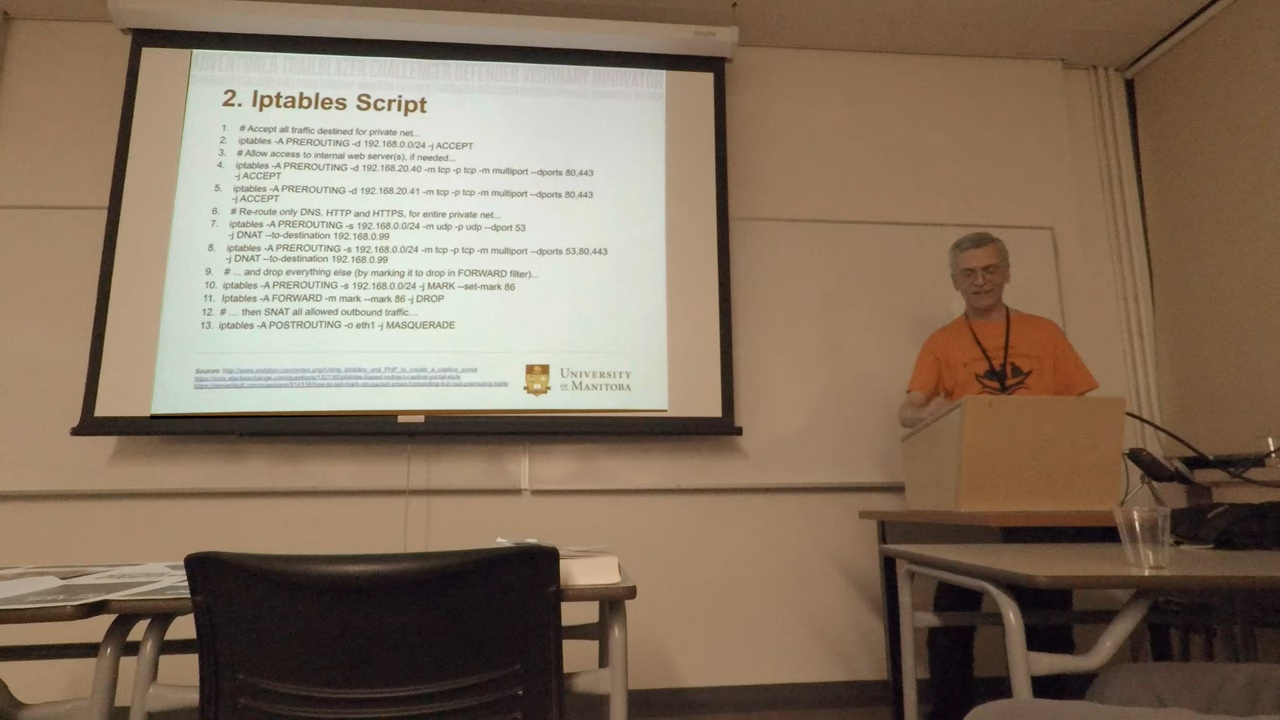 ADVENTURER TRAILBLAZER CHALLENGER DEFENDER VISIONARY INNOVATOR
2. Iptables Script
1. # Accept all traffic destined for private net...
2. iptables -A PREROUTING -d 192.168.0.0/24 -j ACCEPT
3. # Allow access to internal web server(s), if needed...
4. iptables -A PREROUTING -d 192.168.20.40 -m tcp -p tcp -m multiport --dports 80,443
-j ACCEPT
5. iptables -A PREROUTING -d 192.168.20.41 -m tcp -p tcp -m multiport --dports 80,443
-j ACCEPT
6. # Re-route only DNS, HTTP and HTTPS, for entire private net...
7. iptables -A PREROUTING -s 192.168.0.0/24 -m udp -p udp --dport 53
-j DNAT --to-destination 192.168.0.99
8. iptables -A PREROUTING -s 192.168.0.0/24 -m tcp -p tcp -m multiport --dports 53,80,443
-j DNAT --to-destination 192.168.0.99
9. # ... and drop everything else (by marking it to drop in FORWARD filter)...
10. iptables -A PREROUTING -s 192.168.0.0/24 -j MARK --set-mark 86
11. Iptables -A FORWARD -m mark --mark 86 -j DROP
12. # ... then SNAT all allowed outbound traffic...
13. iptables -A POSTROUTING -o eth1 -j MASQUERADE
Sources:
UNIVERSITY
OF MANITOBA